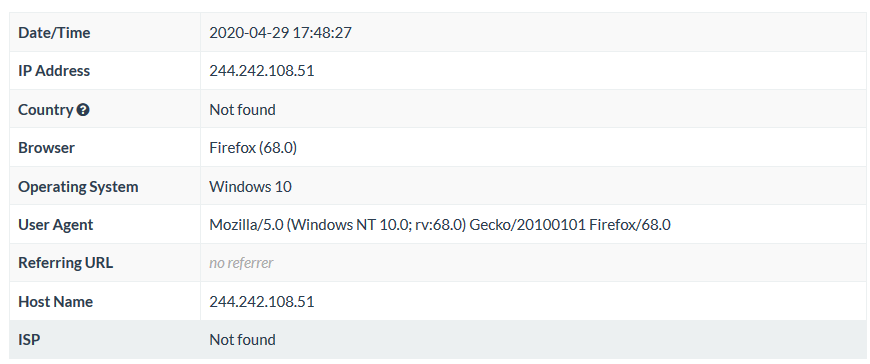 Date/Time 2020-04-29 17:48:27
IP Address 244.242.108.51
Country Not found
Browser Firefox (68.0)
Operating System Windows 10
User Agent Mozilla/5.0 (Windows NT 10.0; rv:68.0) Gecko/20100101 Firefox/68.0
Referring URL no referrer
Host Name 244.242.108.51
ISP Not found